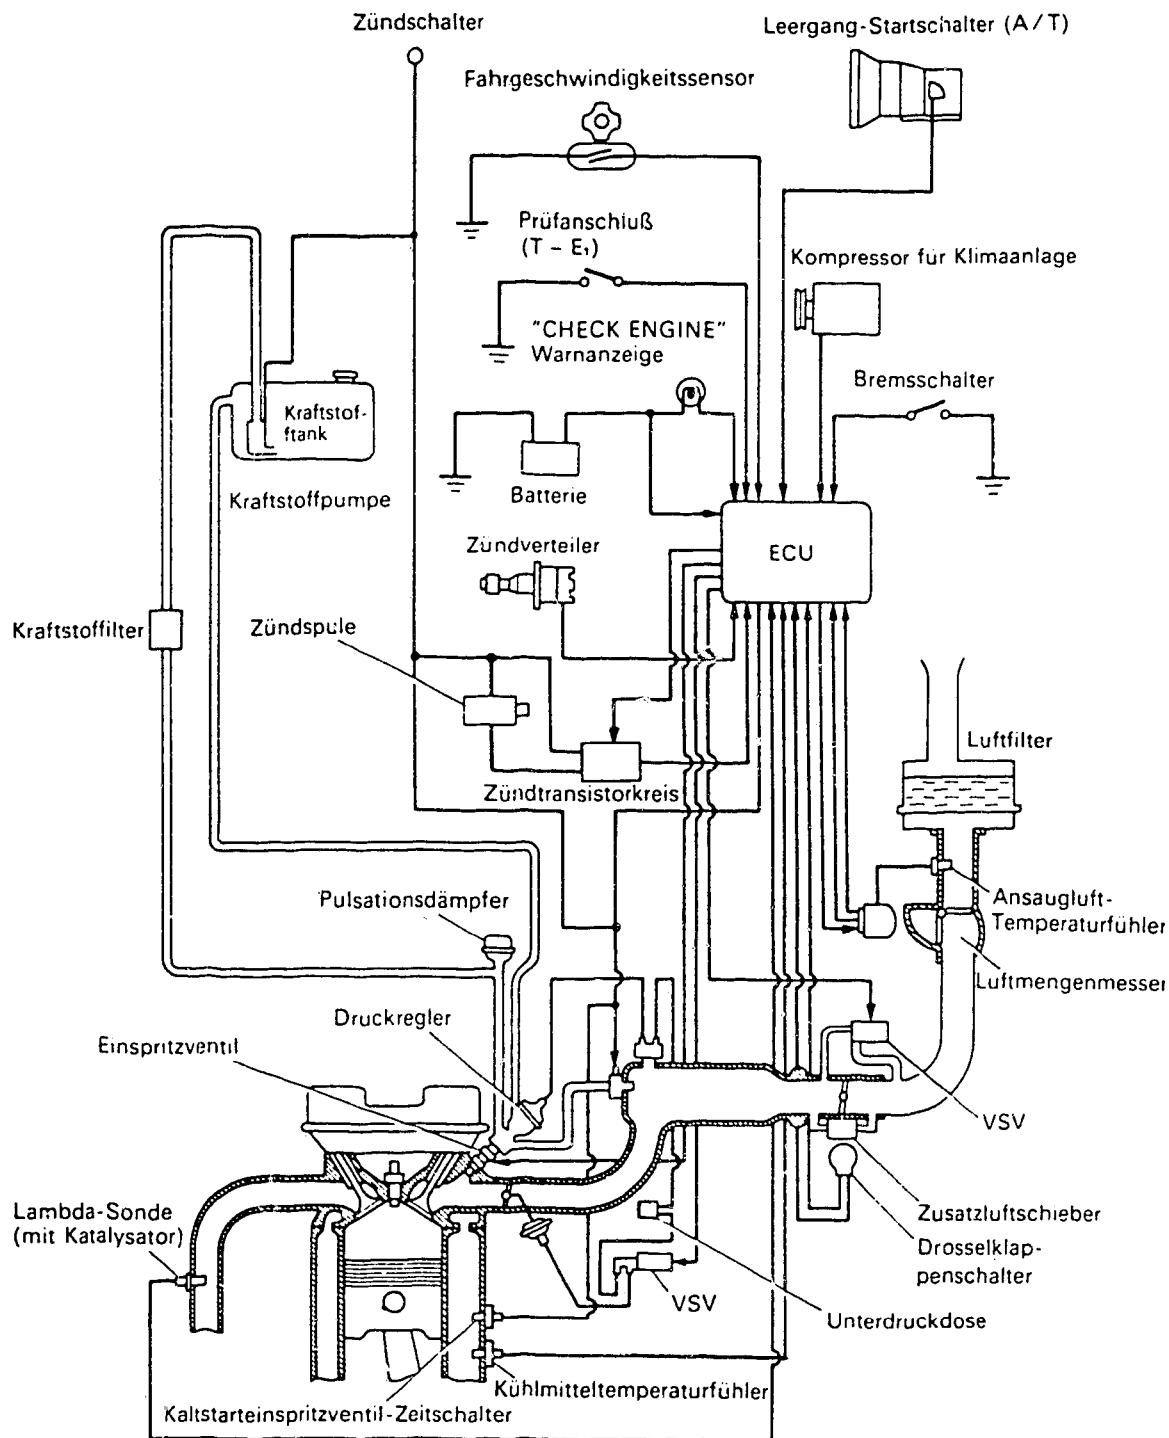 Zündschalter
Leergang-Startschalter (A/T)
Fahrgeschwindigkeitssensor
Prüfanschluß
(T – E₁)
Kompressor für Klimaanlage
"CHECK ENGINE"
Warnanzeige
Bremsschalter
Kraftstof-
ftank
Batterie
Kraftstoffpumpe
ECU
Zündverteiler
Kraftstoffilter
Zündspule
Luftfilter
Zündtransistorkreis
Pulsationsdämpfer
Ansaugluft-
Temperaturfühler
Luftmengenmesser
Druckregler
Einspritzventil
VSV
Lambda-Sonde
(mit Katalysator)
Zusatzluftschieber
Drosselklap-
penschalter
VSV
Unterdruckdose
Kühlmitteltemperaturfühler
Kaltstarteinspritzventil-Zeitschalter